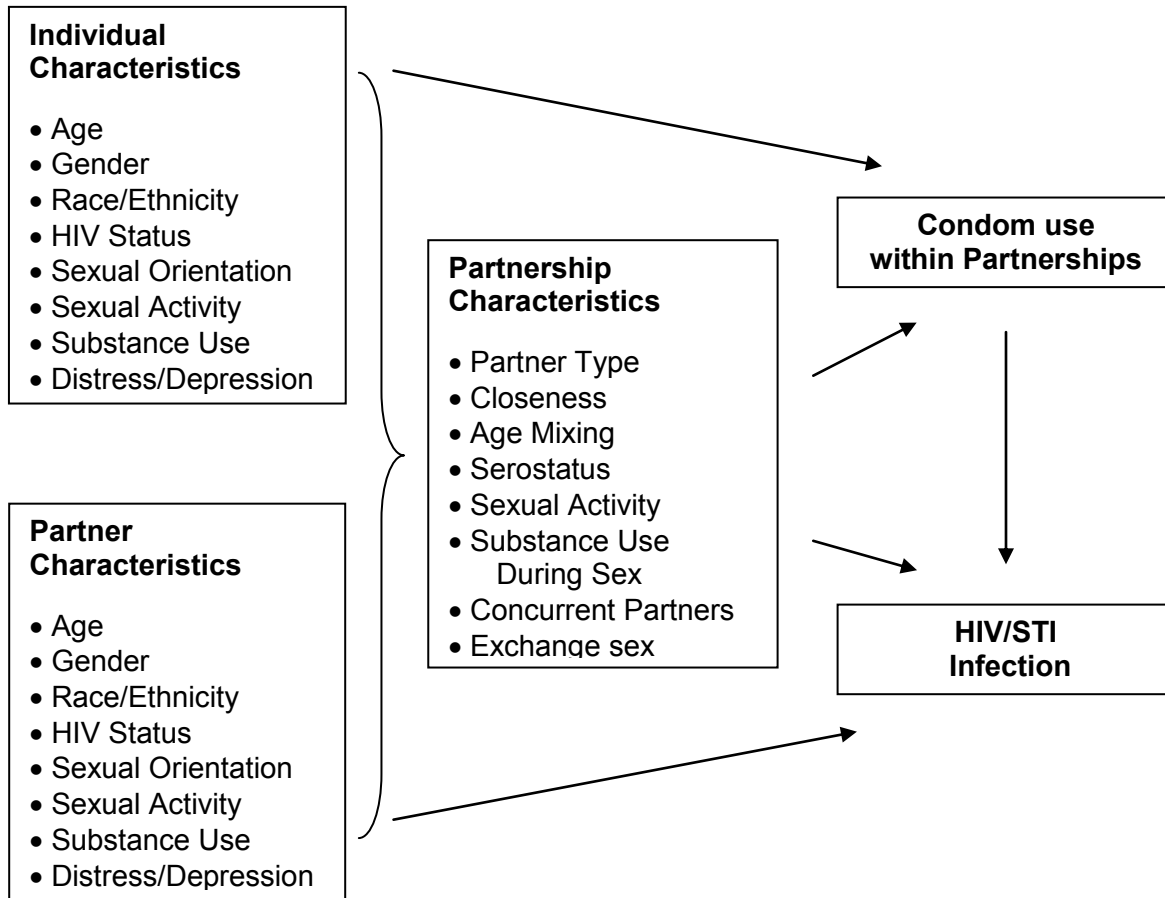 Individual
Characteristics
• Age
• Gender
• Race/Ethnicity
• HIV Status
• Sexual Orientation
• Sexual Activity
• Substance Use
• Distress/Depression
Partner
Characteristics
• Age
• Gender
• Race/Ethnicity
• HIV Status
• Sexual Orientation
• Sexual Activity
• Substance Use
• Distress/Depression
Partnership
Characteristics
• Partner Type
• Closeness
• Age Mixing
• Serostatus
• Sexual Activity
• Substance Use
During Sex
• Concurrent Partners
• Exchange sex
Condom use
within Partnerships
HIV/STI
Infection